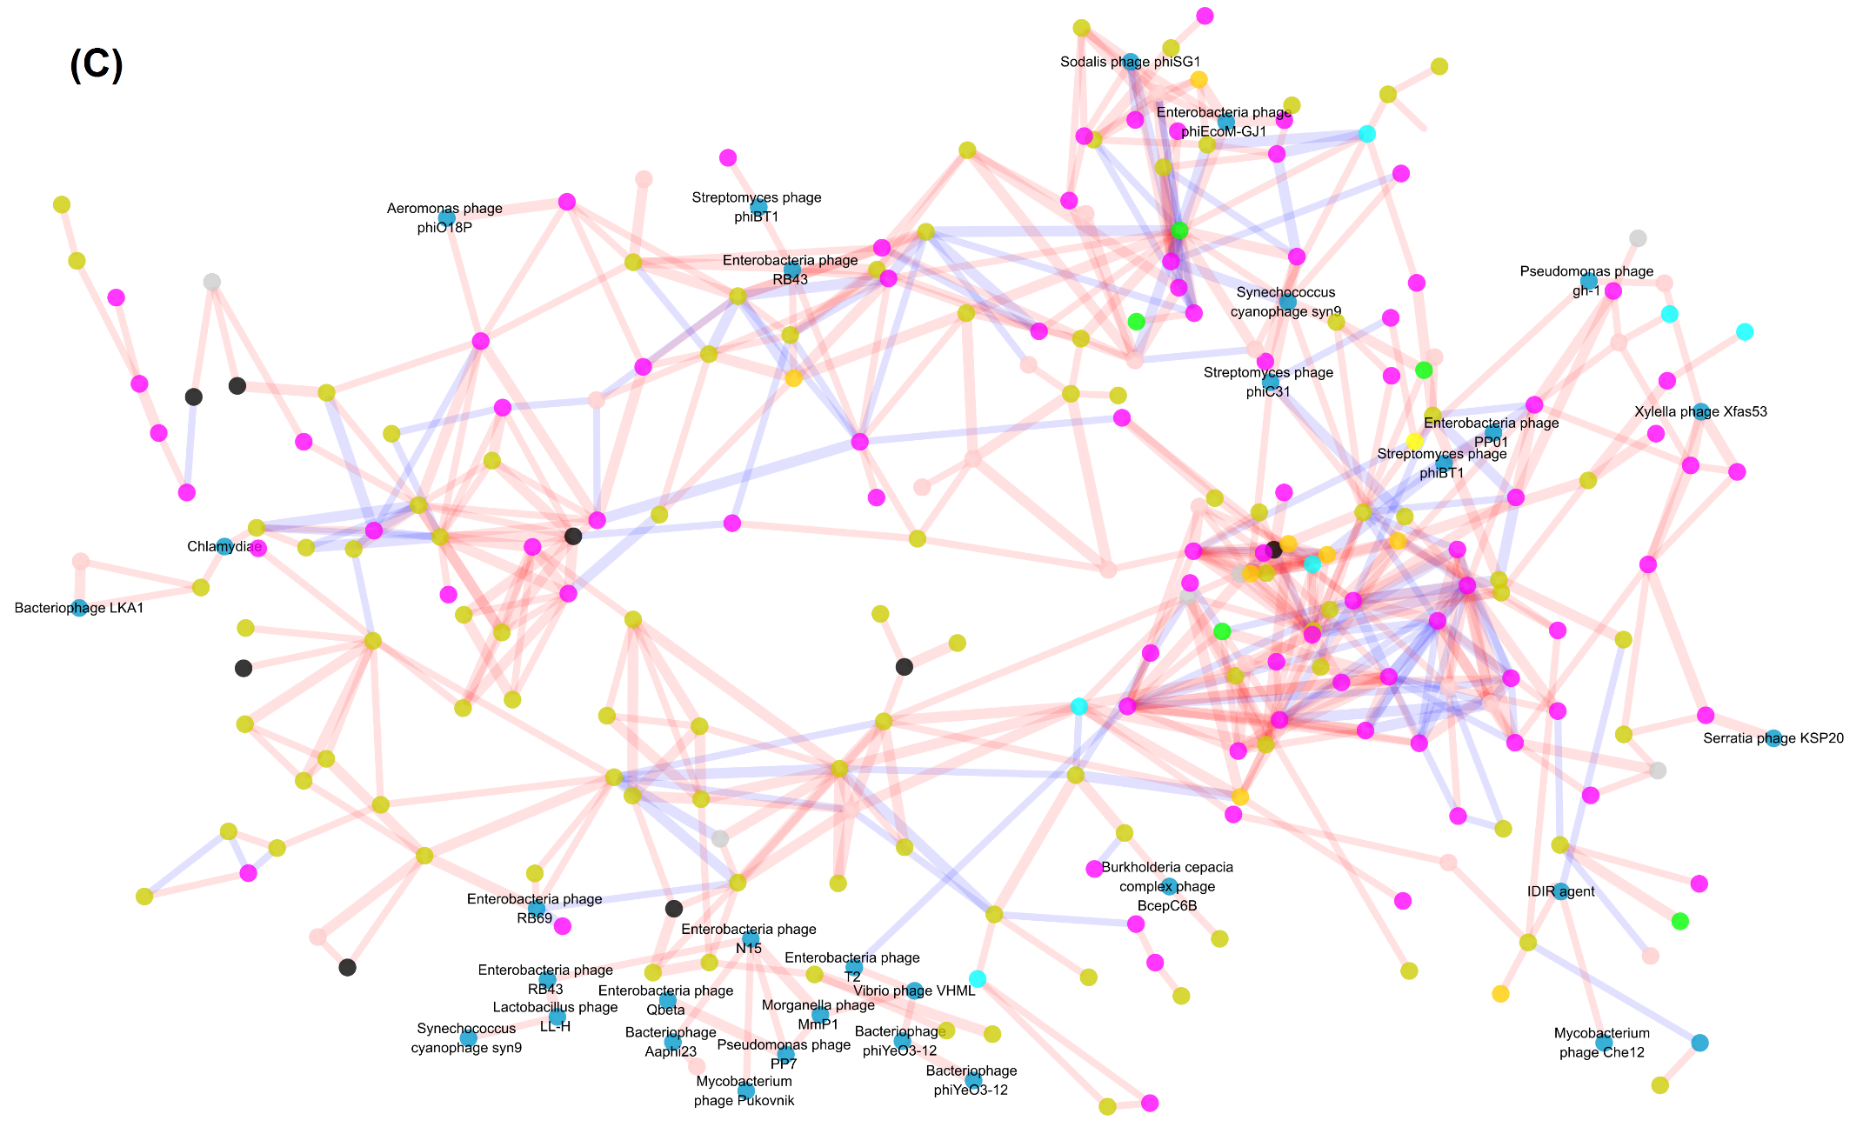 (C)
Sodalis phage phiSG1
Enterobacteria phage
phiEcoM-GJ1
Aeromonas phage
phiO18P
Streptomyces phage
phiBT1
Enterobacteria phage
RB43
Synechococcus
cyanophage syn9
Pseudomonas phage
gh-1
Streptomyces phage
phiC31
Xylella phage Xfas53
Enterobacteria phage
PP01
Streptomyces phage
phiBT1
Chlamydiae
Bacteriophage LKA1
Serratia phage KSP20
Burkholderia cepacia
complex phage
BcepC6B
IDIR agent
Enterobacteria phage
RB69
Enterobacteria phage
N15
Enterobacteria phage
T2
Enterobacteria phage
RB43
Enterobacteria phage
Qbeta
Vibrio phage VHML
Lactobacillus phage
LL-H
Morganella phage
MmP1
Synechococcus
cyanophage syn9
Bacteriophage
Aaphi23
Pseudomonas phage
PP7
Bacteriophage
phiYeO3-12
Mycobacterium
phage Che12
Bacteriophage
phiYeO3-12
Mycobacterium
phage Pukovnik